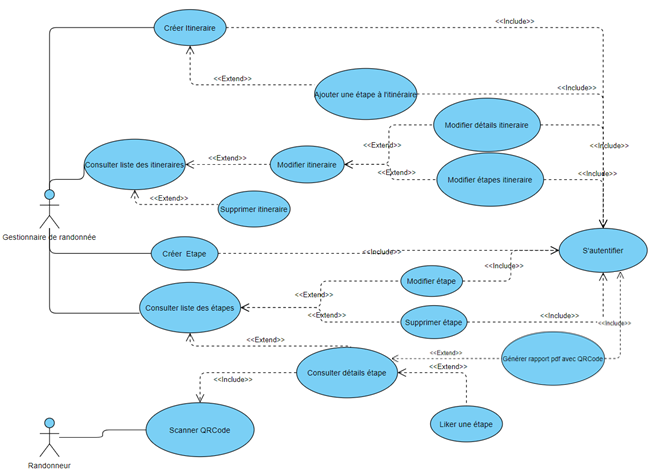 Créer Itineraire
<<Include>>
<<Extend>>
Ajouter une étape à l'itinéraire
<<Include>>
Modifier détails itineraire
<<Extend>>
<<Include>>
Consulter liste des itineraires
<<Extend>>
Modifier itineraire
<<Extend>>
<<Include>>
Modifier étapes itineraire
<<Extend>>
Supprimer itineraire
Gestionnaire de randonnée
Créer Etape
<<Include>>
S'autentifier
<<Include>>
Modifier étape
<<Extend>>
Consulter liste des étapes
<<Extend>>
<<Include>>
Supprimer étape
<<Include>>
<<Extend>>
<<Extend>>
Générer rapport pdf avec QRCode
<<Extend>>
Consulter détails étape
<<Include>>
Liker une étape
Scanner QRCode
Randonneur